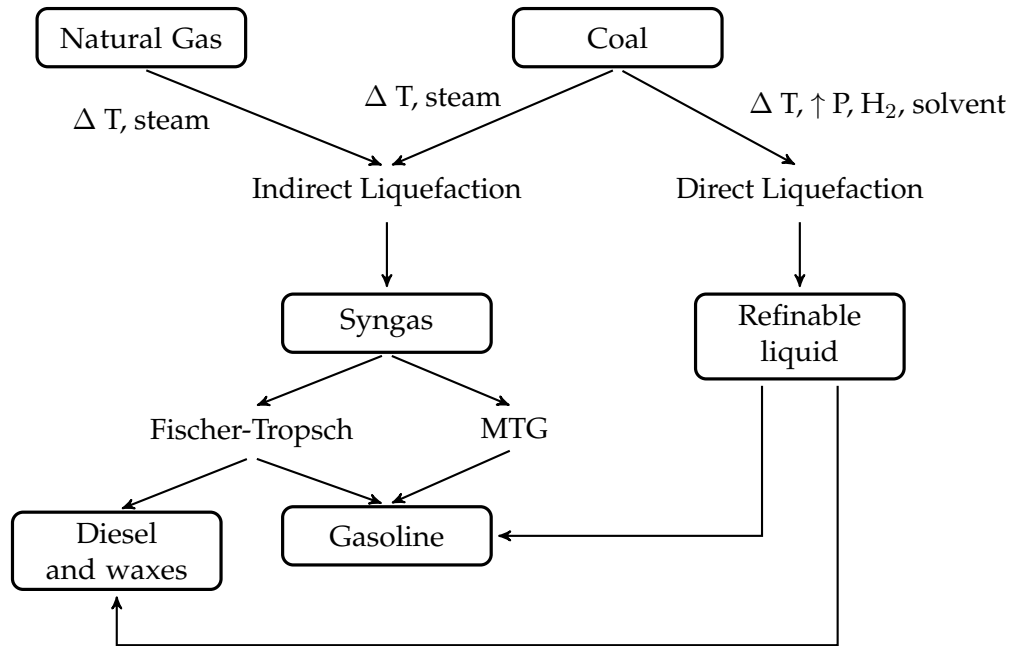 Natural Gas
Coal
Δ T, steam
Δ T, steam
Δ T, ↑ P, H₂, solvent
Indirect Liquefaction
Direct Liquefaction
Syngas
Refinable
liquid
Fischer-Tropsch
MTG
Diesel
and waxes
Gasoline